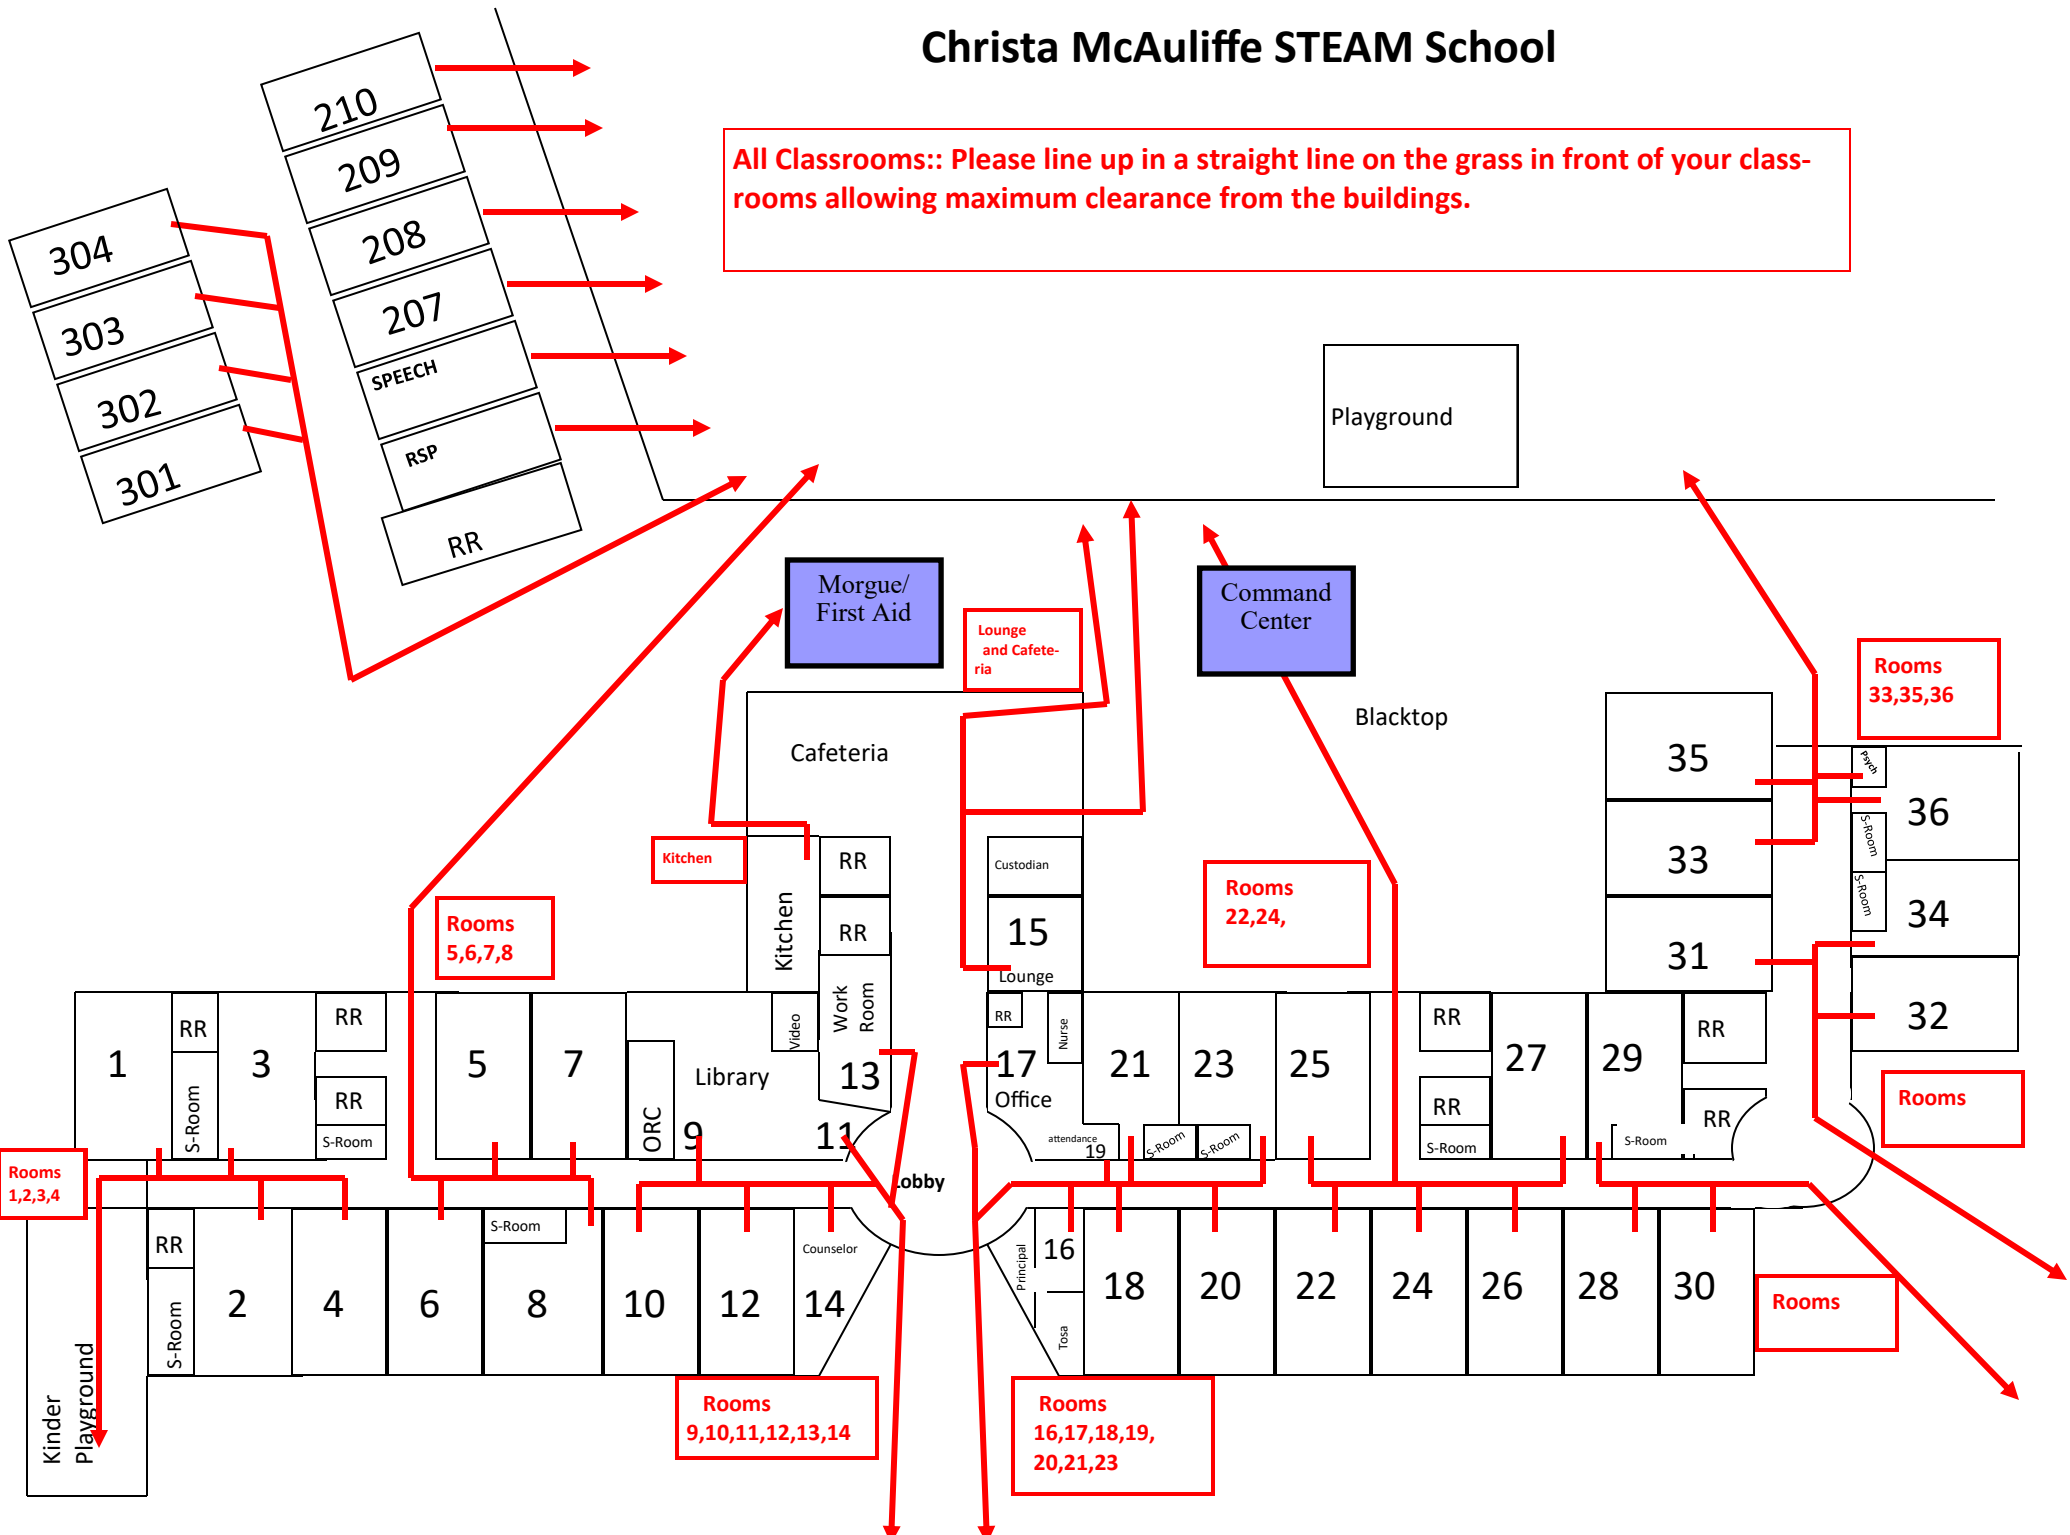 Christa McAuliffe STEAM School
All Classrooms:: Please line up in a straight line on the grass in front of your class-
rooms allowing maximum clearance from the buildings.
210
209
208
207
SPEECH
RSP
RR
304
303
302
301
Playground
Morgue/
First Aid
Command
Center
Lounge
and Cafete-
ria
Rooms
33,35,36
Blacktop
Cafeteria
Kitchen
Kitchen
RR
RR
Custodian
15
Lounge
Rooms
22,24,
Rooms
5,6,7,8
35
33
31
Psych
36
S-Room
S-Room
34
32
Rooms
1
RR
S-Room
3
RR
RR
S-Room
5
7
ORC
Library
9
Video
Work
Room
13
11
Lobby
RR
Nurse
17
Office
attendance
19
21
23
S-Room
S-Room
25
RR
RR
S-Room
27
29
S-Room
RR
RR
Rooms
1,2,3,4
Kinder
Playground
RR
S-Room
2
4
6
S-Room
8
10
12
Counselor
14
Principal
16
Tosa
18
20
22
24
26
28
30
Rooms
Rooms
9,10,11,12,13,14
Rooms
16,17,18,19,
20,21,23